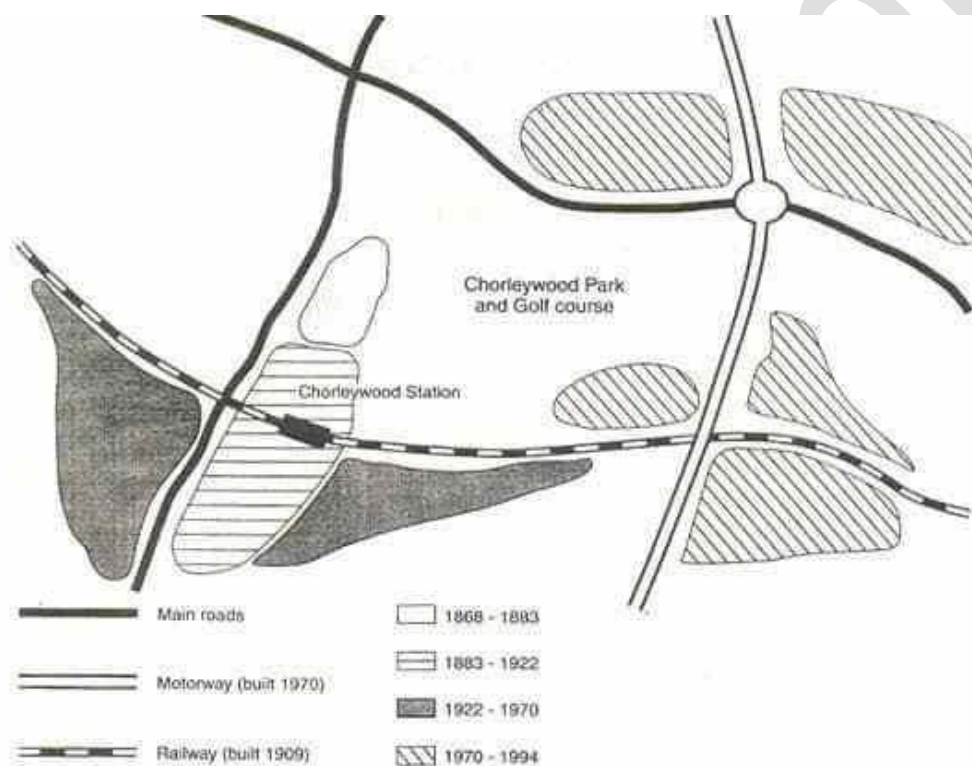 Chorleywood Park
and Golf course
Chorleywood Station
Main roads
Motorway (built 1970)
Railway (built 1909)
1868 - 1883
1883 - 1922
1922 - 1970
1970 - 1994